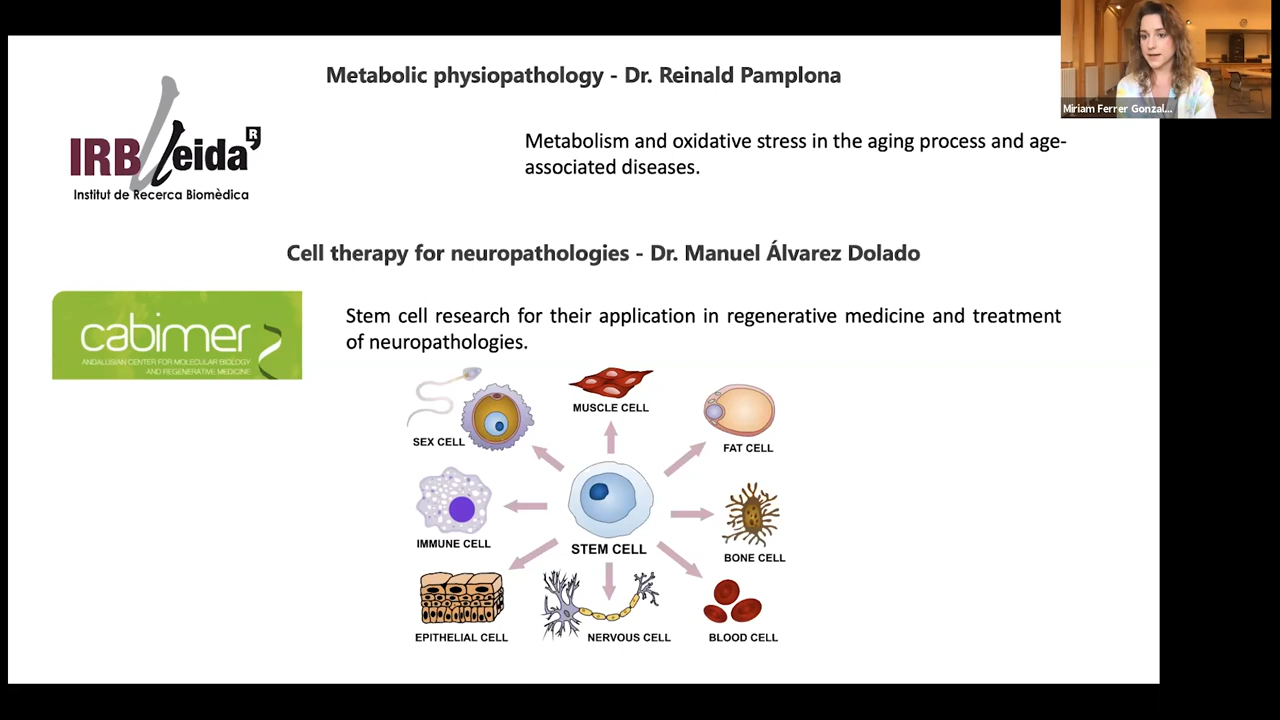 Metabolic physiopathology - Dr. Reinald Pamplona
Miriam Ferrer Gonzal...
IRBLleida
R
Institut de Recerca Biomèdica
Metabolism and oxidative stress in the aging process and age-
associated diseases.
Cell therapy for neuropathologies - Dr. Manuel Álvarez Dolado
cabimer
ANDALUSIAN CENTER FOR MOLECULAR BIOLOGY
AND REGENERATIVE MEDICINE
Stem cell research for their application in regenerative medicine and treatment
of neuropathologies.
MUSCLE CELL
SEX CELL
FAT CELL
IMMUNE CELL
STEM CELL
BONE CELL
EPITHELIAL CELL
NERVOUS CELL
BLOOD CELL